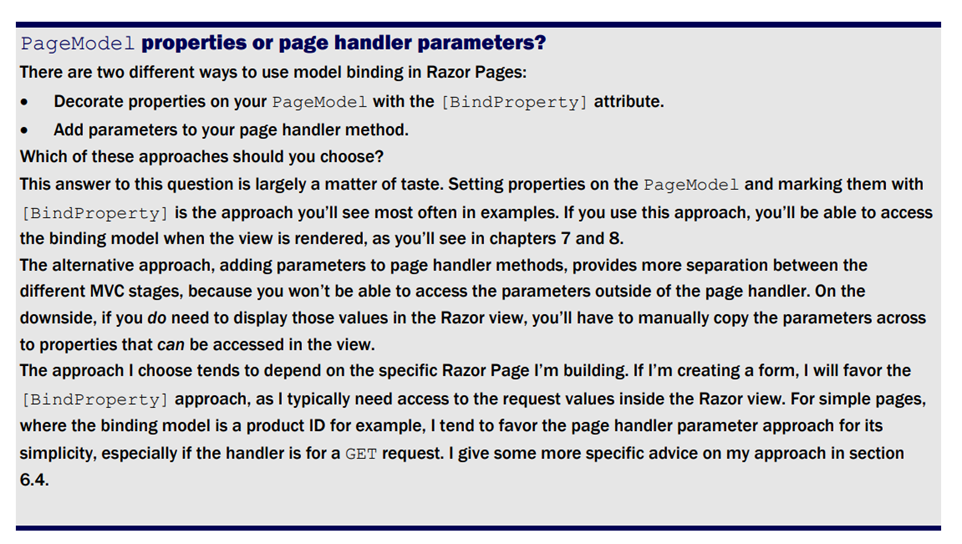 PageModel properties or page handler parameters?
There are two different ways to use model binding in Razor Pages:
• Decorate properties on your PageModel with the [BindProperty] attribute.
• Add parameters to your page handler method.
Which of these approaches should you choose?
This answer to this question is largely a matter of taste. Setting properties on the PageModel and marking them with
[BindProperty] is the approach you’ll see most often in examples. If you use this approach, you’ll be able to access
the binding model when the view is rendered, as you’ll see in chapters 7 and 8.
The alternative approach, adding parameters to page handler methods, provides more separation between the
different MVC stages, because you won’t be able to access the parameters outside of the page handler. On the
downside, if you do need to display those values in the Razor view, you’ll have to manually copy the parameters across
to properties that can be accessed in the view.
The approach I choose tends to depend on the specific Razor Page I’m building. If I’m creating a form, I will favor the
[BindProperty] approach, as I typically need access to the request values inside the Razor view. For simple pages,
where the binding model is a product ID for example, I tend to favor the page handler parameter approach for its
simplicity, especially if the handler is for a GET request. I give some more specific advice on my approach in section
6.4.